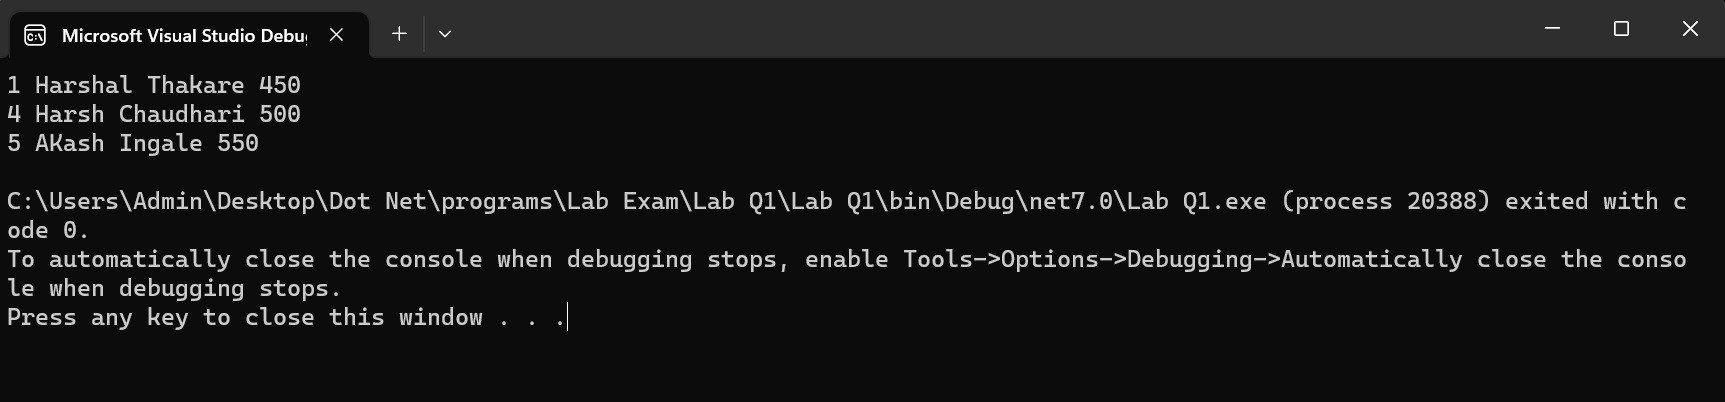 Microsoft Visual Studio Debu
1 Harshal Thakare 450
4 Harsh Chaudhari 500
5 AKash Ingale 550
C:\Users\Admin\Desktop\Dot Net\programs\Lab Exam\Lab Q1\Lab Q1\bin\Debug\net7.0\Lab Q1.exe (process 20388) exited with c
ode 0.
To automatically close the console when debugging stops, enable Tools->Options->Debugging->Automatically close the conso
le when debugging stops.
Press any key to close this window . . .